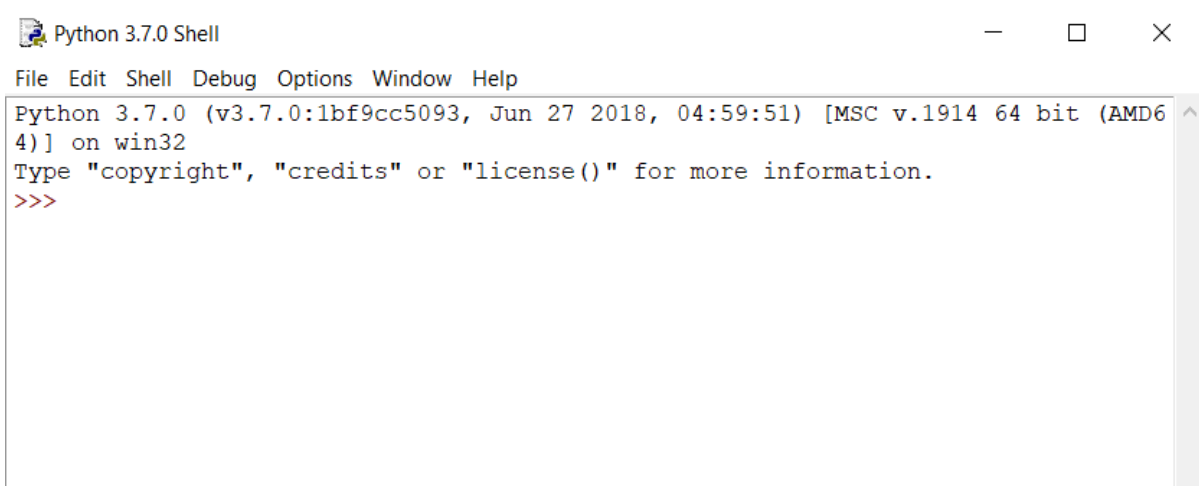 Python 3.7.0 Shell
File Edit Shell Debug Options Window Help
Python 3.7.0 (v3.7.0:1bf9cc5093, Jun 27 2018, 04:59:51) [MSC v.1914 64 bit (AMD6
4)] on win32
Type "copyright", "credits" or "license()" for more information.
>>>